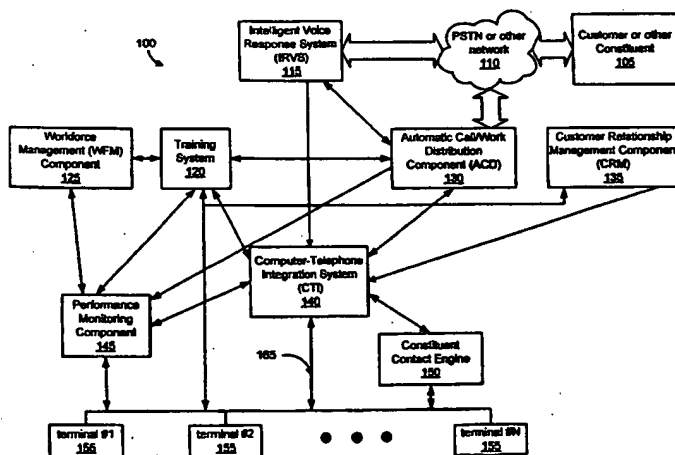 100
Intelligent Voice
Response System
(IRVS)
115
PSTN or other
network
110
Customer or other
Constituent
105
Workforce
Management (WFM)
Component
125
Training
System
120
Automatic Call/Work
Distribution
Component (ACD)
130
Customer Relationship
Management Component
(CRM)
135
Computer-Telephone
Integration System
(CTI)
140
Performance
Monitoring
Component
145
165
Constituent
Contact Engine
150
terminal #1
155
terminal #2
155
terminal #N
155